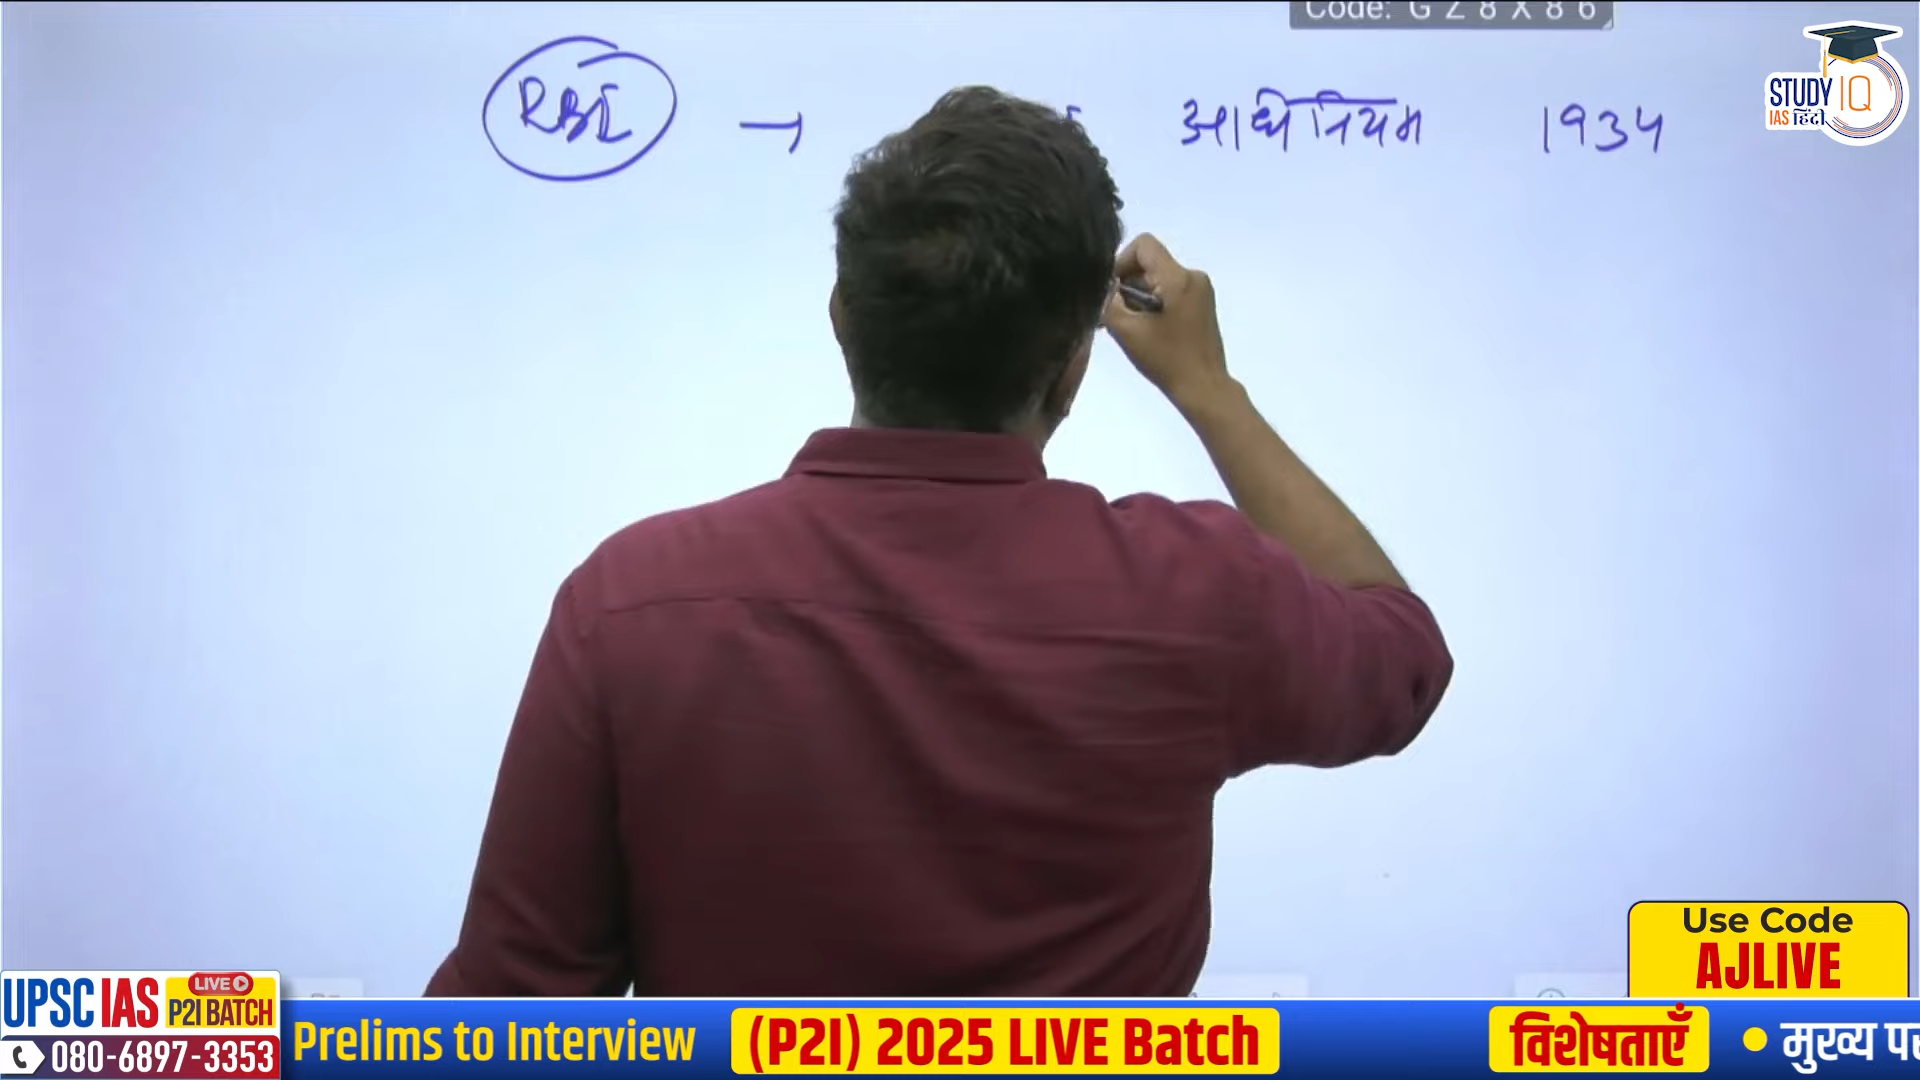 Code: G Z 8 X 8 6
RBI → अधिनियम 1934
STUDY IQ
IAS हिंदी
Use Code
AJLIVE
UPSC IAS LIVE P2I BATCH
080-6897-3353
Prelims to Interview (P2I) 2025 LIVE Batch विशेषताएँ • मुख्य